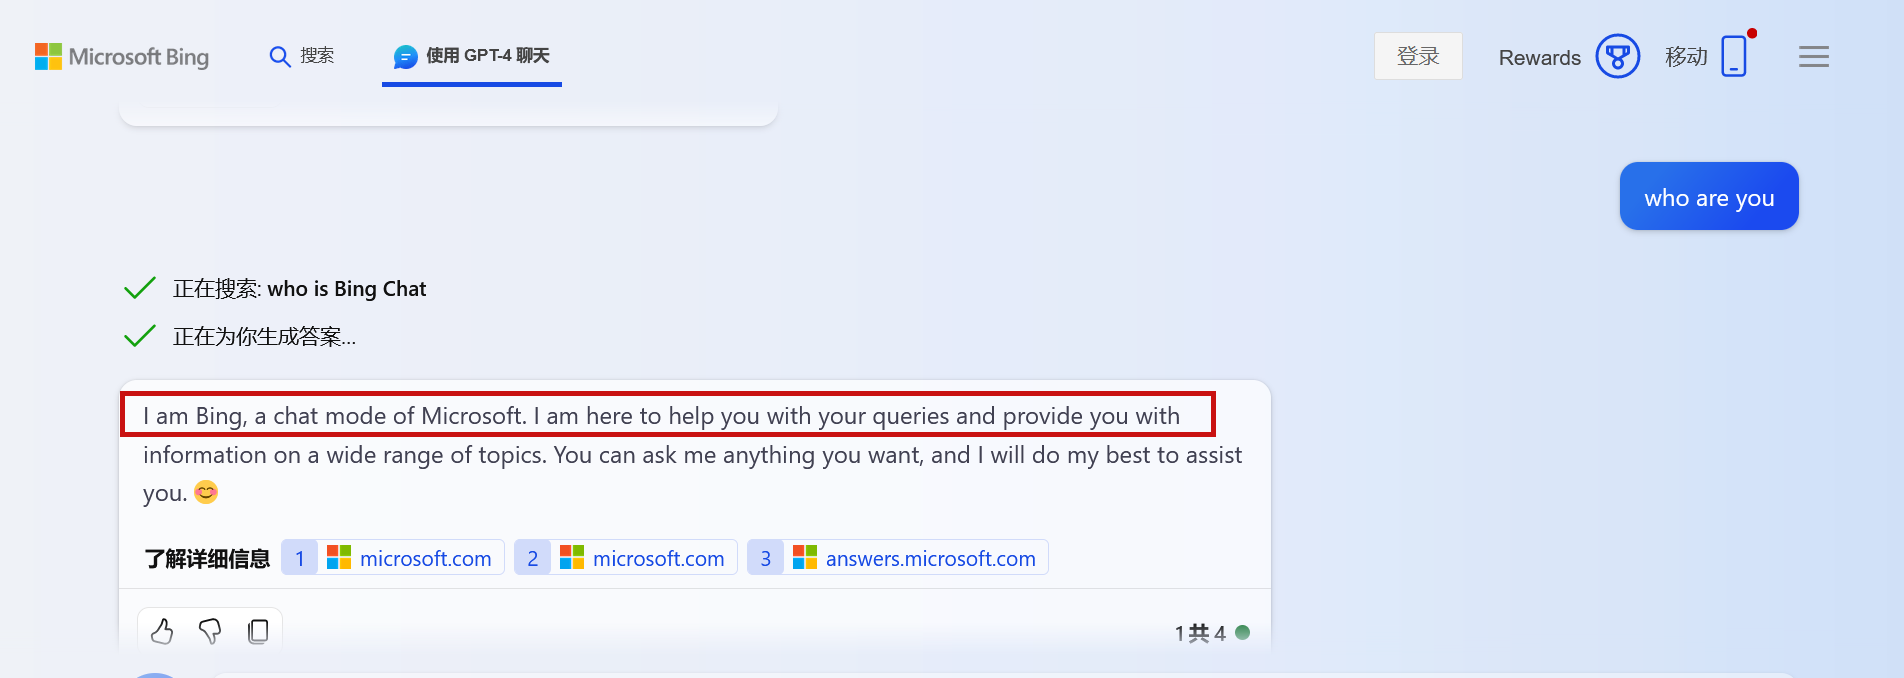 Microsoft Bing
搜索
使用 GPT-4 聊天
登录
Rewards
移动
who are you
正在搜索: who is Bing Chat
正在为你生成答案...
I am Bing, a chat mode of Microsoft. I am here to help you with your queries and provide you with
information on a wide range of topics. You can ask me anything you want, and I will do my best to assist
you. 😊
了解详细信息 1 microsoft.com 2 microsoft.com 3 answers.microsoft.com
1 共 4